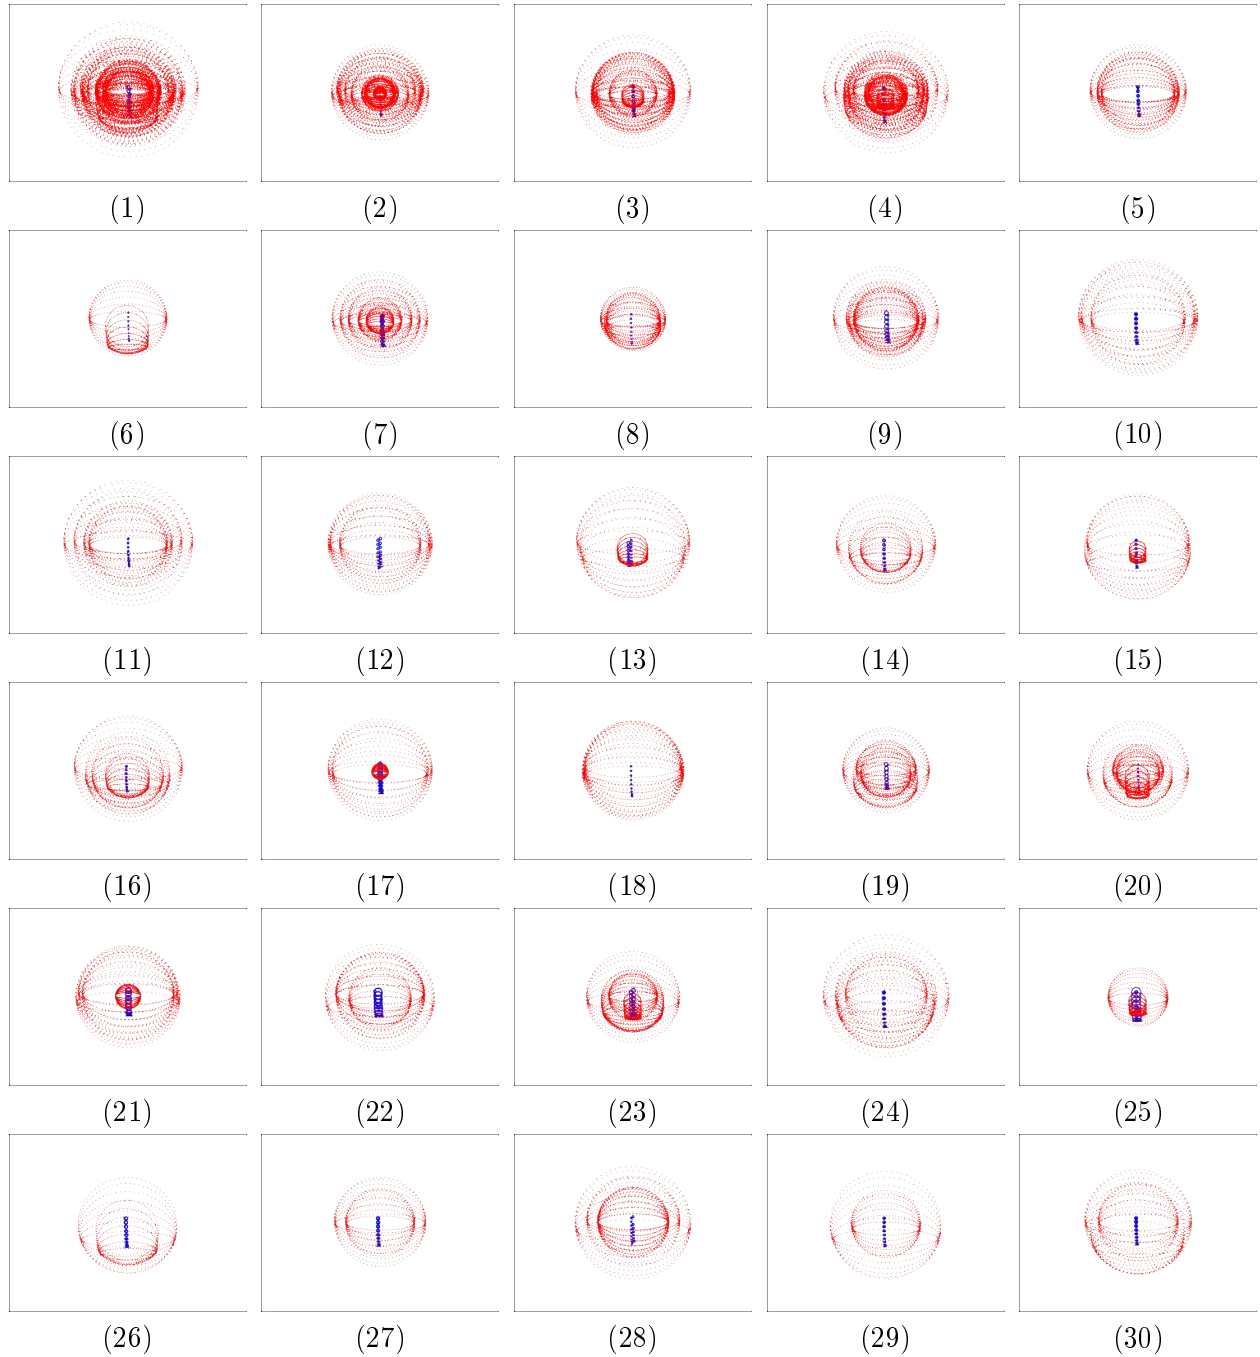 (1) (2) (3) (4) (5)
(6) (7) (8) (9) (10)
(11) (12) (13) (14) (15)
(16) (17) (18) (19) (20)
(21) (22) (23) (24) (25)
(26) (27) (28) (29) (30)